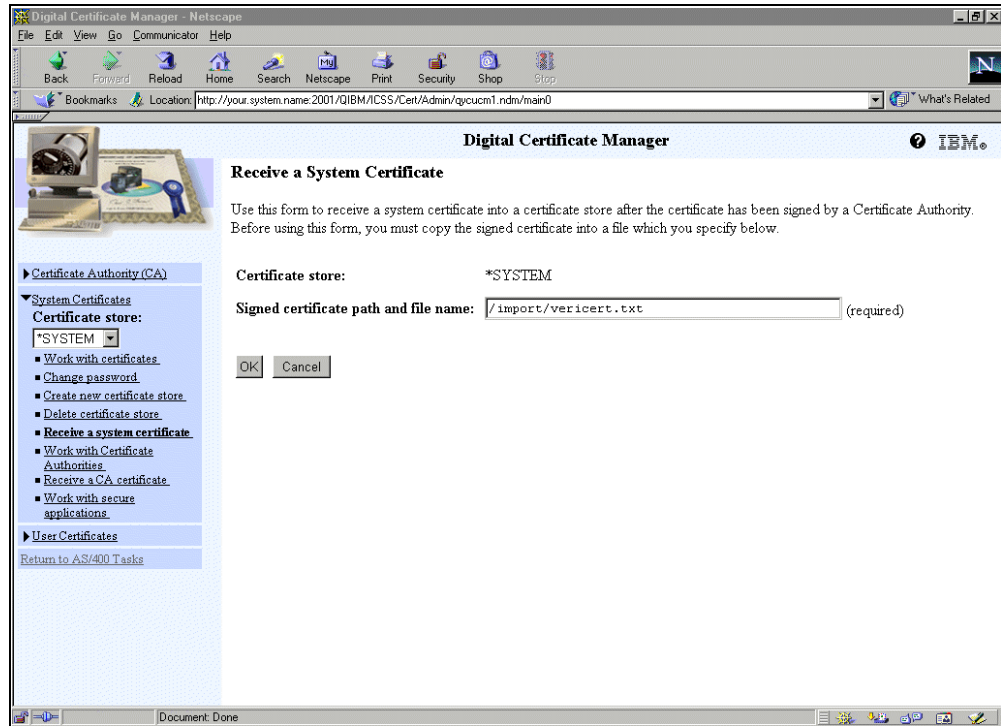 Digital Certificate Manager - Netscape
File Edit View Go Communicator Help
Back Forward Reload Home Search Netscape Print Security Shop Stop
Bookmarks Location: http://your.system.name:2001/QIBM/ICSS/Cert/Admin/qycucm1.ndm/main0 What's Related
Digital Certificate Manager
IBM
Receive a System Certificate
Use this form to receive a system certificate into a certificate store after the certificate has been signed by a Certificate Authority.
Before using this form, you must copy the signed certificate into a file which you specify below.
Certificate store: *SYSTEM
Signed certificate path and file name: /import/vericert.txt (required)
OK Cancel
Certificate Authority (CA)
System Certificates
Certificate store:
*SYSTEM
Work with certificates
Change password
Create new certificate store
Delete certificate store
Receive a system certificate
Work with Certificate
Authorities
Receive a CA certificate
Work with secure
applications
User Certificates
Return to AS/400 Tasks
Document: Done